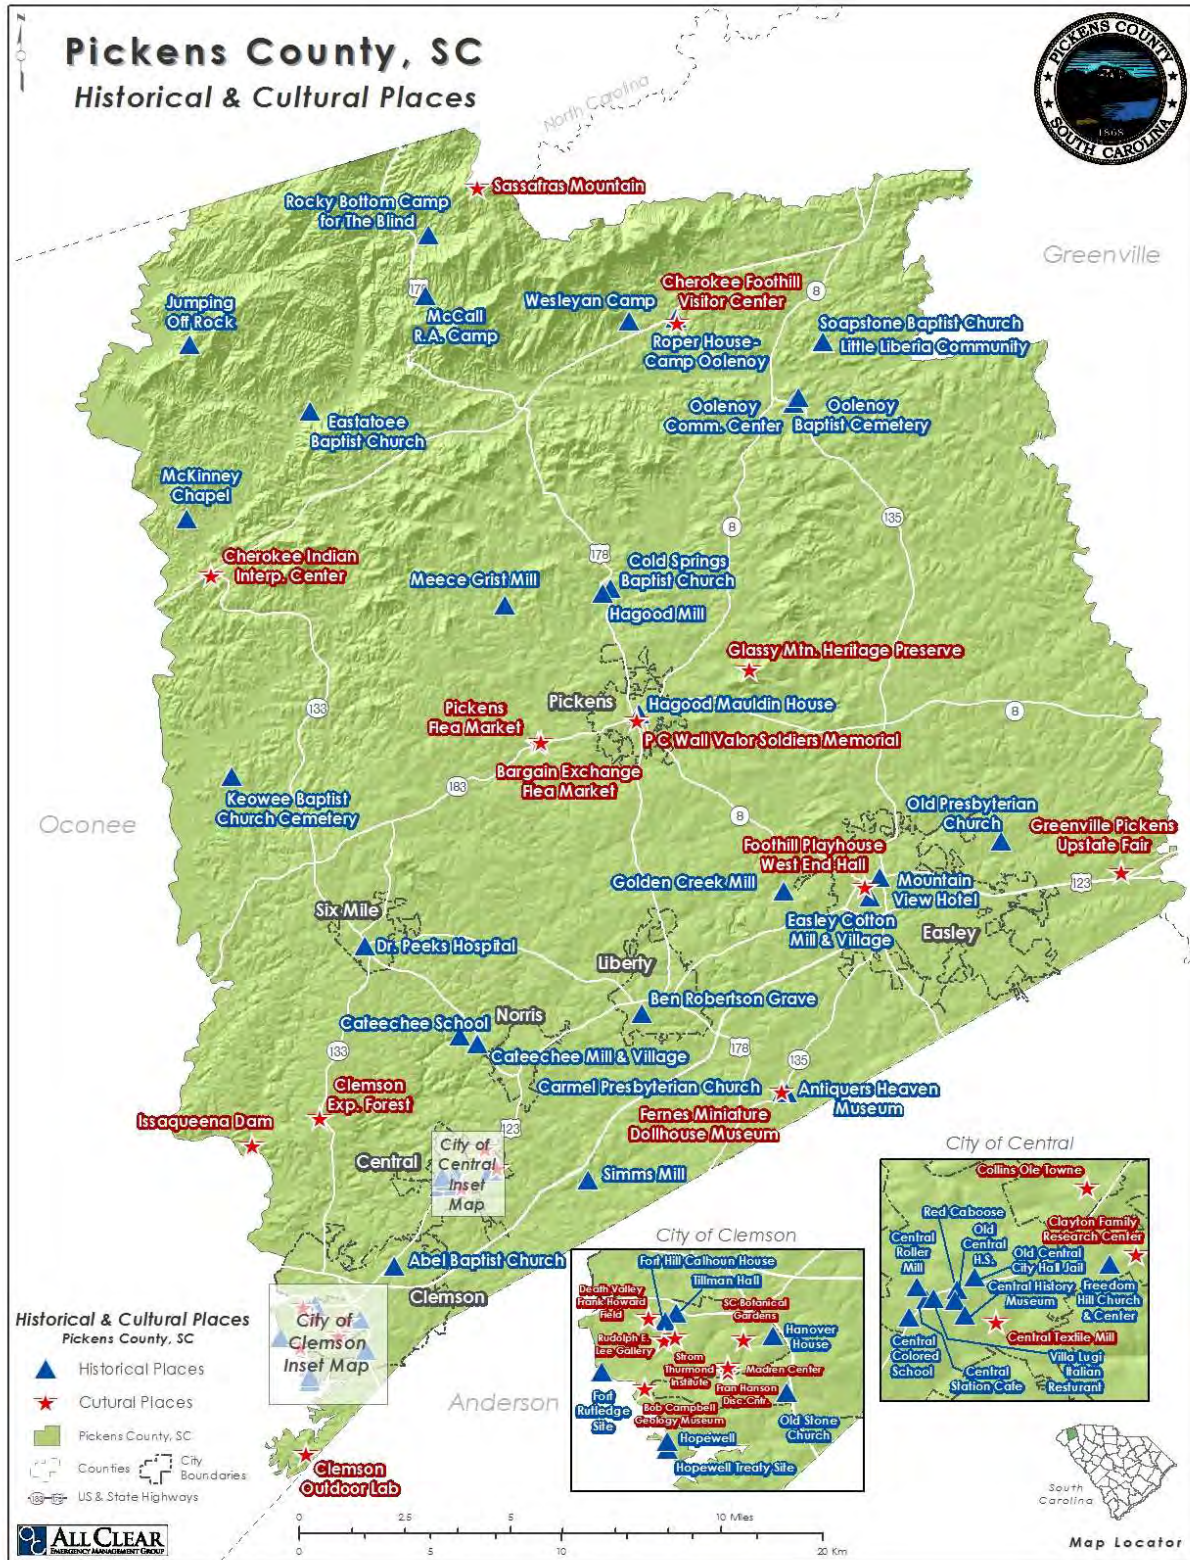 Pickens County, SC
Historical & Cultural Places
N
PICKENS COUNTY
SOUTH CAROLINA
1868
North Carolina
Greenville
Oconee
Anderson
Sassafras Mountain
Rocky Bottom Camp
for The Blind
178
McCall
R.A. Camp
Jumping
Off Rock
Wesleyan Camp
Cherokee Foothill
Visitor Center
Roper House-
Camp Oolenoy
8
Soapstone Baptist Church
Little Liberia Community
Eastatoee
Baptist Church
Oolenoy
Comm. Center
Oolenoy
Baptist Cemetery
McKinney
Chapel
8
135
Cherokee Indian
Interp. Center
178
Cold Springs
Baptist Church
Meece Grist Mill
Hagood Mill
Glassy Mtn. Heritage Preserve
133
Pickens
Hagood Mauldin House
8
Pickens
Flea Market
P C Wall Valor Soldiers Memorial
Bargain Exchange
Flea Market
183
Keowee Baptist
Church Cemetery
8
Old Presbyterian
Church
Greenville Pickens
Upstate Fair
Foothill Playhouse
West End Hall
Golden Creek Mill
Mountain
View Hotel
123
Six Mile
Easley Cotton
Mill & Village
Easley
Dr. Peeks Hospital
Liberty
Ben Robertson Grave
Norris
Cateechee School
Cateechee Mill & Village
133
178
135
Clemson
Exp. Forest
Carmel Presbyterian Church
Antiquers Heaven
Museum
Fernes Miniature
Dollhouse Museum
Issaqueena Dam
123
Central
City of
Central
Inset
Map
Simms Mill
Abel Baptist Church
Clemson
City of
Clemson
Inset Map
Clemson
Outdoor Lab
City of Clemson
Fort Hill Calhoun House
Tillman Hall
Death Valley
Frank Howard
Field
SC Botanical
Gardens
Rudolph E.
Lee Gallery
Hanover
House
Strom
Thurmond
Institute
Madren Center
Fort
Rutledge
Site
Fran Hanson
Disc. Cntr.
Bob Campbell
Geology Museum
Old Stone
Church
Hopewell
Hopewell Treaty Site
City of Central
Collins Ole Towne
Red Caboose
Clayton Family
Research Center
Central
Roller
Mill
Old
Central
H.S.
Old Central
City Hall Jail
Central History
Museum
Freedom
Hill Church
& Center
Central Textile Mill
Central
Colored
School
Central
Station Cafe
Villa Lugi
Italian
Resturant
Historical & Cultural Places
Pickens County, SC
Historical Places
Cutural Places
Pickens County, SC
Counties
City
Boundaries
US & State Highways
ALL CLEAR
EMERGENCY MANAGEMENT GROUP
0 2.5 5 10 Miles
0 5 10 20 Km
South
Carolina
Map Locator